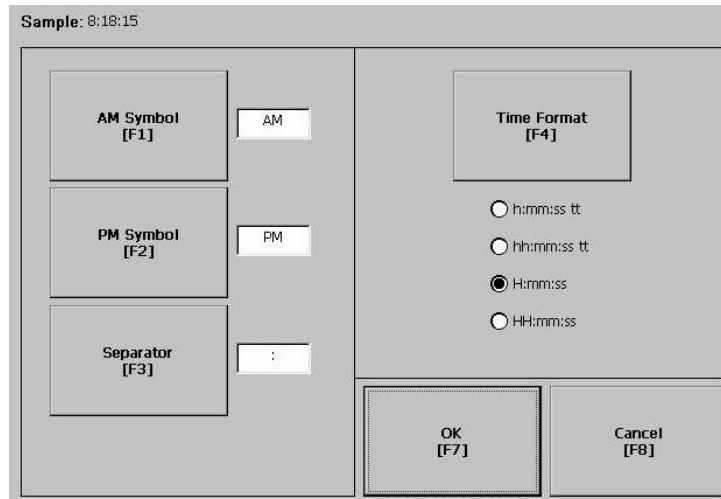 Sample: 8:18:15
AM Symbol
[F1]
AM
PM Symbol
[F2]
PM
Separator
[F3]
:
Time Format
[F4]
h:mm:ss tt
hh:mm:ss tt
H:mm:ss
HH:mm:ss
OK
[F7]
Cancel
[F8]